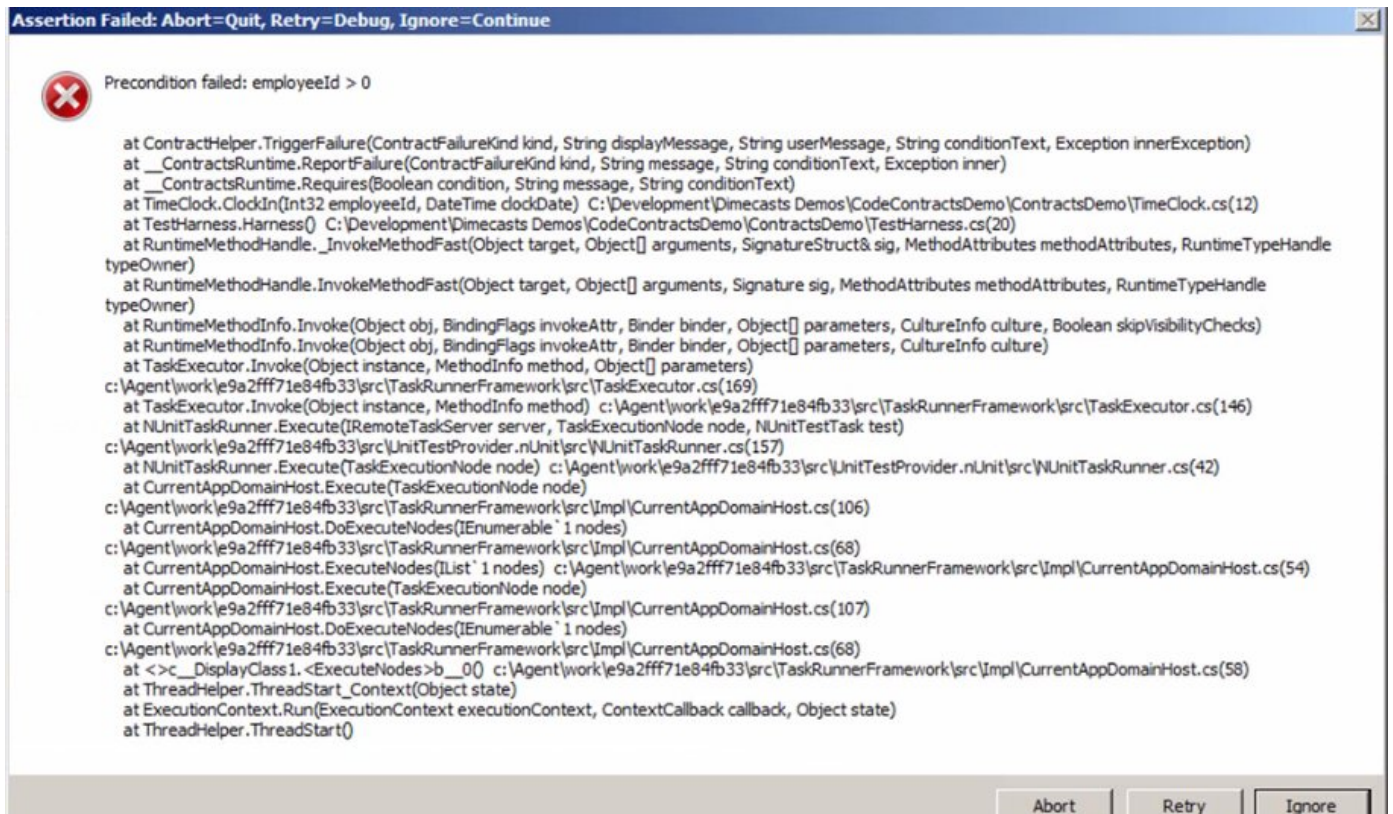 Assertion Failed: Abort=Quit, Retry=Debug, Ignore=Continue
Precondition failed: employeeId > 0
at ContractHelper.TriggerFailure(ContractFailureKind kind, String displayMessage, String userMessage, String conditionText, Exception innerException)
at __ContractsRuntime.ReportFailure(ContractFailureKind kind, String message, String conditionText, Exception inner)
at __ContractsRuntime.Requires(Boolean condition, String message, String conditionText)
at TimeClock.ClockIn(Int32 employeeId, DateTime clockDate) C:\Development\Dimecasts Demos\CodeContractsDemo\ContractsDemo\TimeClock.cs(12)
at TestHarness.Harness() C:\Development\Dimecasts Demos\CodeContractsDemo\ContractsDemo\TestHarness.cs(20)
at RuntimeMethodHandle._InvokeMethodFast(Object target, Object[] arguments, SignatureStruct& sig, MethodAttributes methodAttributes, RuntimeTypeHandle
typeOwner)
at RuntimeMethodHandle.InvokeMethodFast(Object target, Object[] arguments, Signature sig, MethodAttributes methodAttributes, RuntimeTypeHandle
typeOwner)
at RuntimeMethodInfo.Invoke(Object obj, BindingFlags invokeAttr, Binder binder, Object[] parameters, CultureInfo culture, Boolean skipVisibilityChecks)
at RuntimeMethodInfo.Invoke(Object obj, BindingFlags invokeAttr, Binder binder, Object[] parameters, CultureInfo culture)
at TaskExecutor.Invoke(Object instance, MethodInfo method, Object[] parameters)
c:\Agent\work\e9a2fff71e84fb33\src\TaskRunnerFramework\src\TaskExecutor.cs(169)
at TaskExecutor.Invoke(Object instance, MethodInfo method) c:\Agent\work\e9a2fff71e84fb33\src\TaskRunnerFramework\src\TaskExecutor.cs(146)
at NUnitTaskRunner.Execute(IRemoteTaskServer server, TaskExecutionNode node, NUnitTestTask test)
c:\Agent\work\e9a2fff71e84fb33\src\UnitTestProvider.nUnit\src\NUnitTaskRunner.cs(157)
at NUnitTaskRunner.Execute(TaskExecutionNode node) c:\Agent\work\e9a2fff71e84fb33\src\UnitTestProvider.nUnit\src\NUnitTaskRunner.cs(42)
at CurrentAppDomainHost.Execute(TaskExecutionNode node)
c:\Agent\work\e9a2fff71e84fb33\src\TaskRunnerFramework\src\Impl\CurrentAppDomainHost.cs(106)
at CurrentAppDomainHost.DoExecuteNodes(IEnumerable`1 nodes)
c:\Agent\work\e9a2fff71e84fb33\src\TaskRunnerFramework\src\Impl\CurrentAppDomainHost.cs(68)
at CurrentAppDomainHost.ExecuteNodes(IList`1 nodes) c:\Agent\work\e9a2fff71e84fb33\src\TaskRunnerFramework\src\Impl\CurrentAppDomainHost.cs(54)
at CurrentAppDomainHost.Execute(TaskExecutionNode node)
c:\Agent\work\e9a2fff71e84fb33\src\TaskRunnerFramework\src\Impl\CurrentAppDomainHost.cs(107)
at CurrentAppDomainHost.DoExecuteNodes(IEnumerable`1 nodes)
c:\Agent\work\e9a2fff71e84fb33\src\TaskRunnerFramework\src\Impl\CurrentAppDomainHost.cs(68)
at <>c__DisplayClass1.<ExecuteNodes>b__0() c:\Agent\work\e9a2fff71e84fb33\src\TaskRunnerFramework\src\Impl\CurrentAppDomainHost.cs(58)
at ThreadHelper.ThreadStart_Context(Object state)
at ExecutionContext.Run(ExecutionContext executionContext, ContextCallback callback, Object state)
at ThreadHelper.ThreadStart()
Abort Retry Ignore